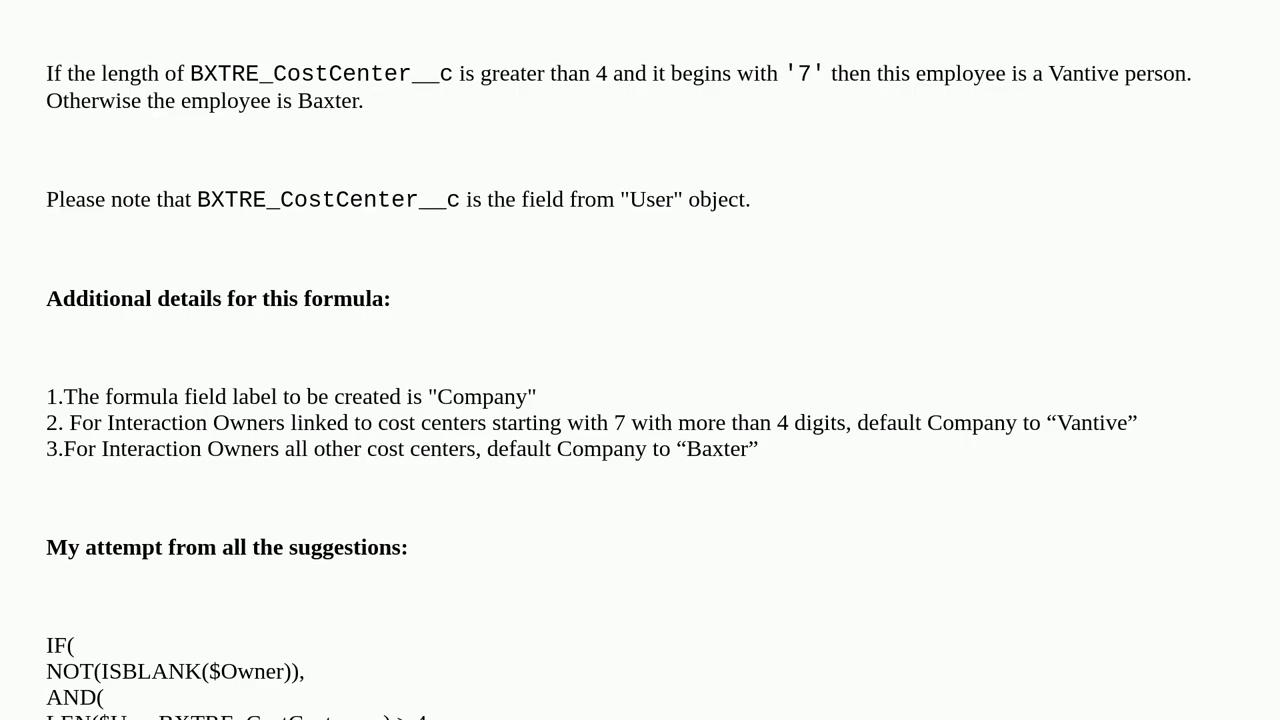 If the length of BXTRE_CostCenter__c is greater than 4 and it begins with '7' then this employee is a Vantive person.
Otherwise the employee is Baxter.
Please note that BXTRE_CostCenter__c is the field from "User" object.
Additional details for this formula:
1.The formula field label to be created is "Company"
2. For Interaction Owners linked to cost centers starting with 7 with more than 4 digits, default Company to “Vantive”
3.For Interaction Owners all other cost centers, default Company to “Baxter”
My attempt from all the suggestions:
IF(
NOT(ISBLANK($Owner)),
AND(